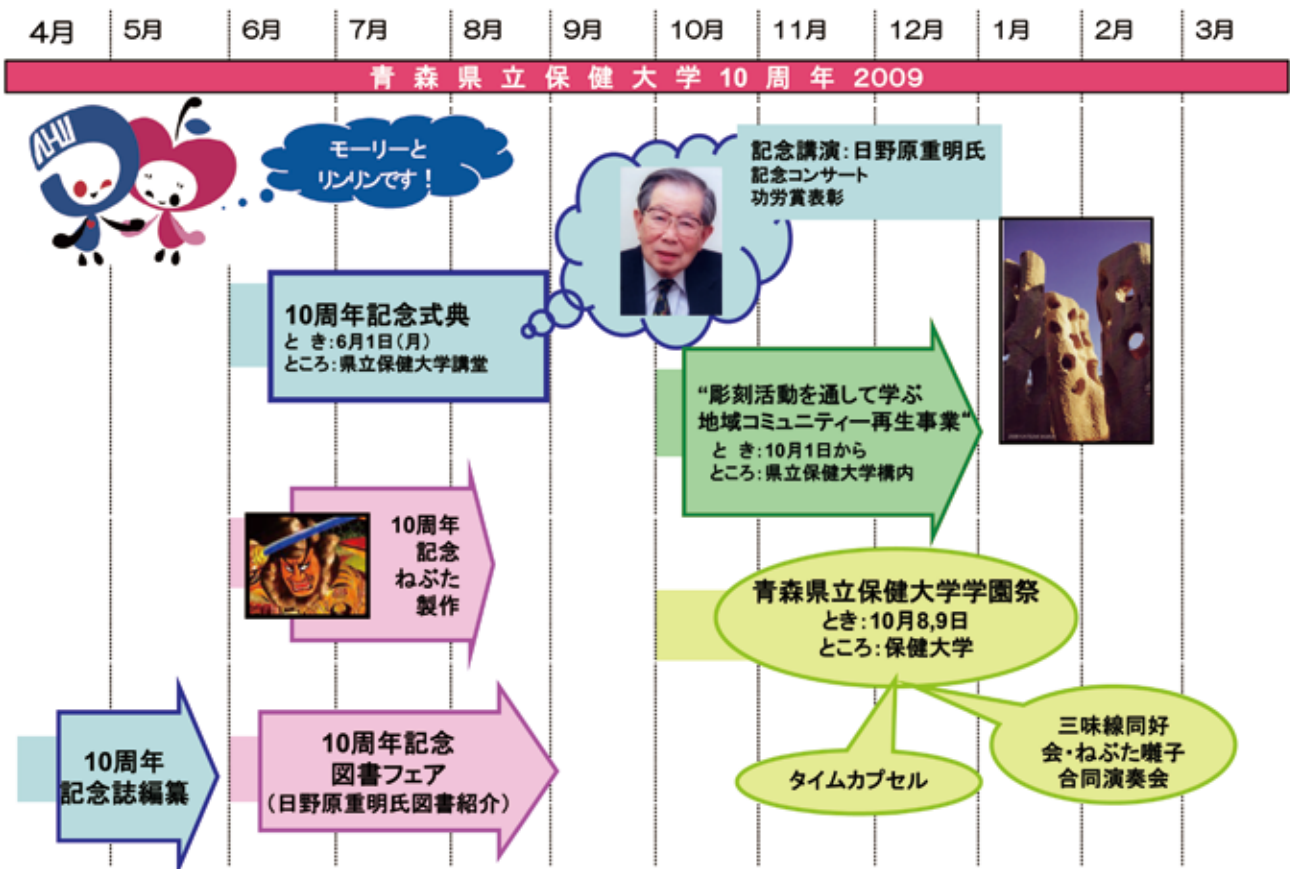 4月 5月 6月 7月 8月 9月 10月 11月 12月 1月 2月 3月
青森県立保健大学10周年 2009
AHU
モーリーと
リンリンです！
記念講演：日野原重明氏
記念コンサート
功労賞表彰
10周年記念式典
と き：6月1日（月）
ところ：県立保健大学講堂
“彫刻活動を通して学ぶ
地域コミュニティー再生事業“
と き：10月1日から
ところ：県立保健大学構内
10周年
記念
ねぶた
製作
青森県立保健大学学園祭
とき：10月8,9日
ところ：保健大学
10周年
記念誌編纂
10周年記念
図書フェア
（日野原重明氏図書紹介）
タイムカプセル
三味線同好
会・ねぶた囃子
合同演奏会